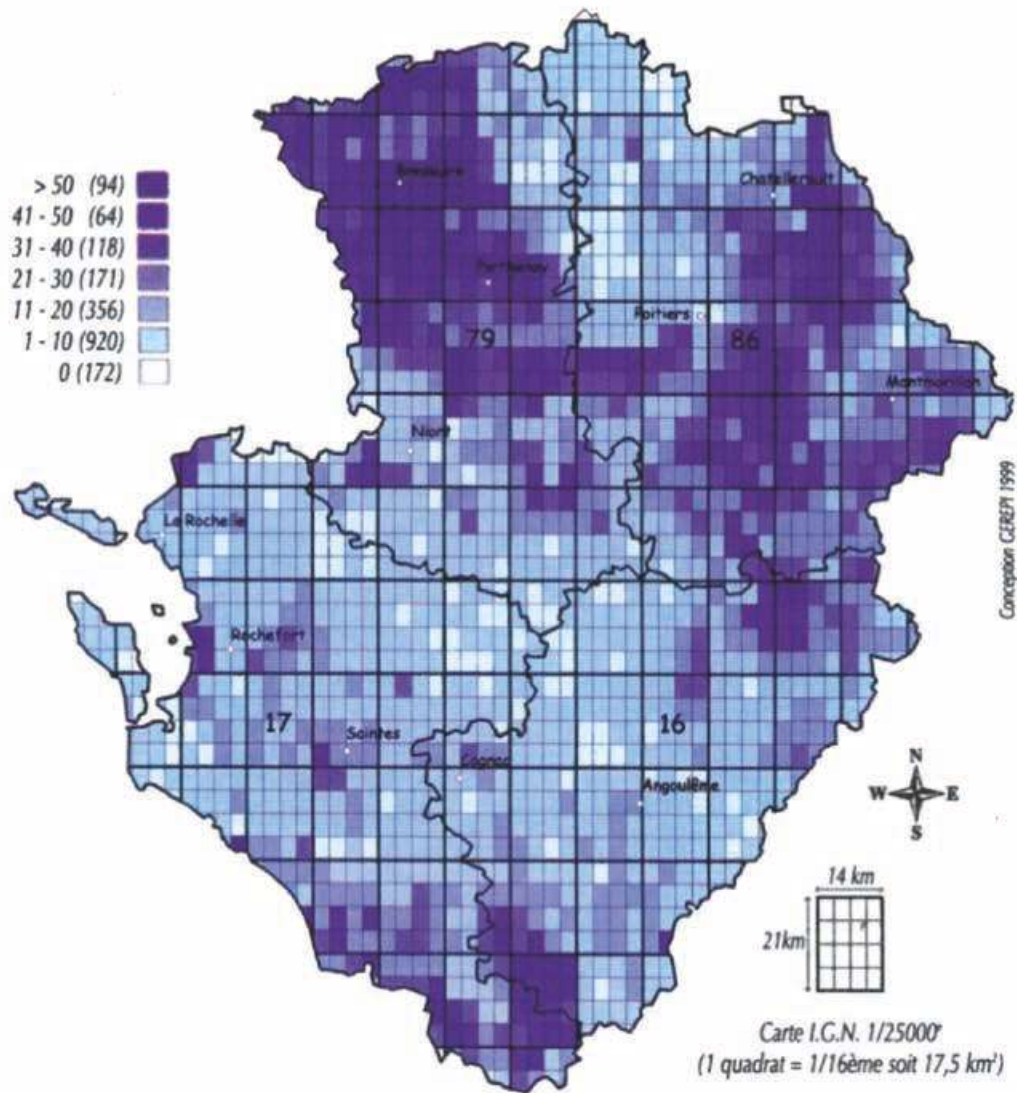 > 50 (94)
41 - 50 (64)
31 - 40 (118)
21 - 30 (171)
11 - 20 (356)
1 - 10 (920)
0 (172)
Bressuire
Chatellerault
Parthenay
Poitiers
79
86
Montmorillon
Niort
La Rochelle
Rochefort
17
16
Saintes
Cognac
Angoulême
Conception GEREPI 1999
N
W
E
S
14 km
21km
Carte I.G.N. 1/25000e
(1 quadrat = 1/16ème soit 17,5 km²)